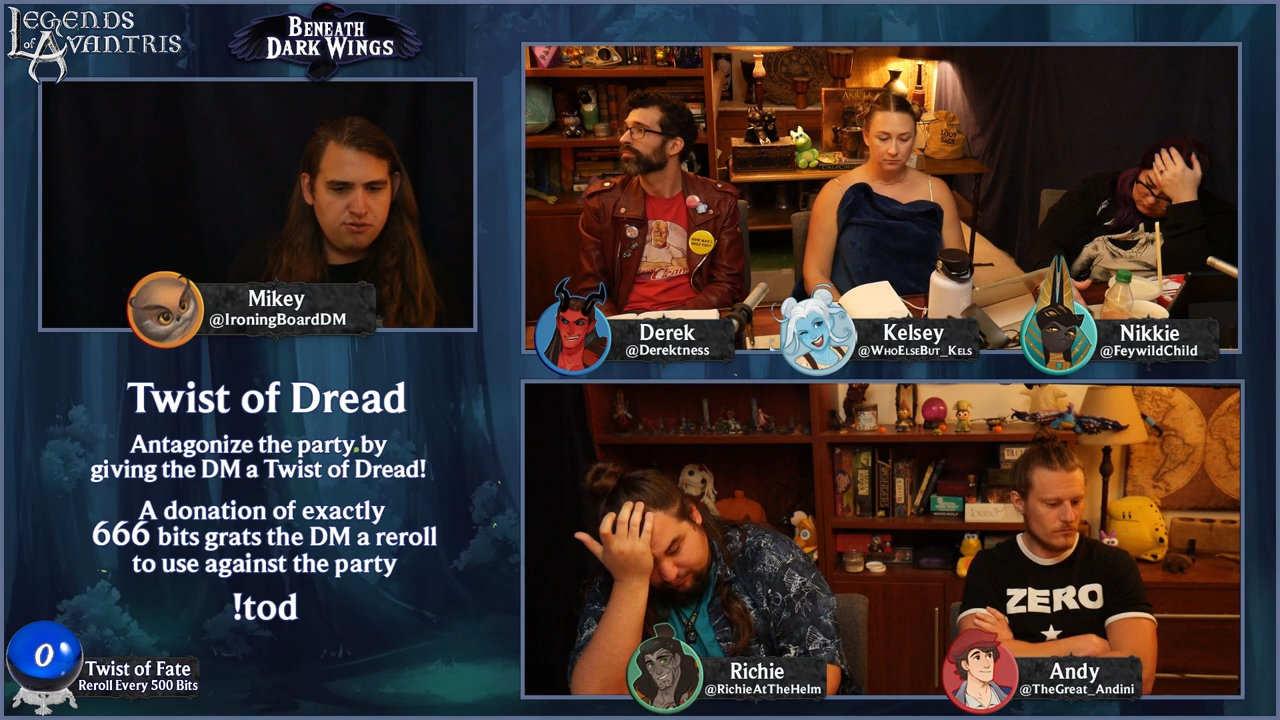 LEGENDS
OF AVANTRIS
BENEATH
DARK WINGS
Mikey
@IroningBoardDM
Derek
@Derektness
Kelsey
@WhoElseBut_Kels
Nikkie
@FeywildChild
Twist of Dread
Antagonize the party by
giving the DM a Twist of Dread!
A donation of exactly
666 bits grats the DM a reroll
to use against the party
!tod
0
Twist of Fate
Reroll Every 500 Bits
ZERO
Richie
@RichieAtTheHelm
Andy
@TheGreat_Andini